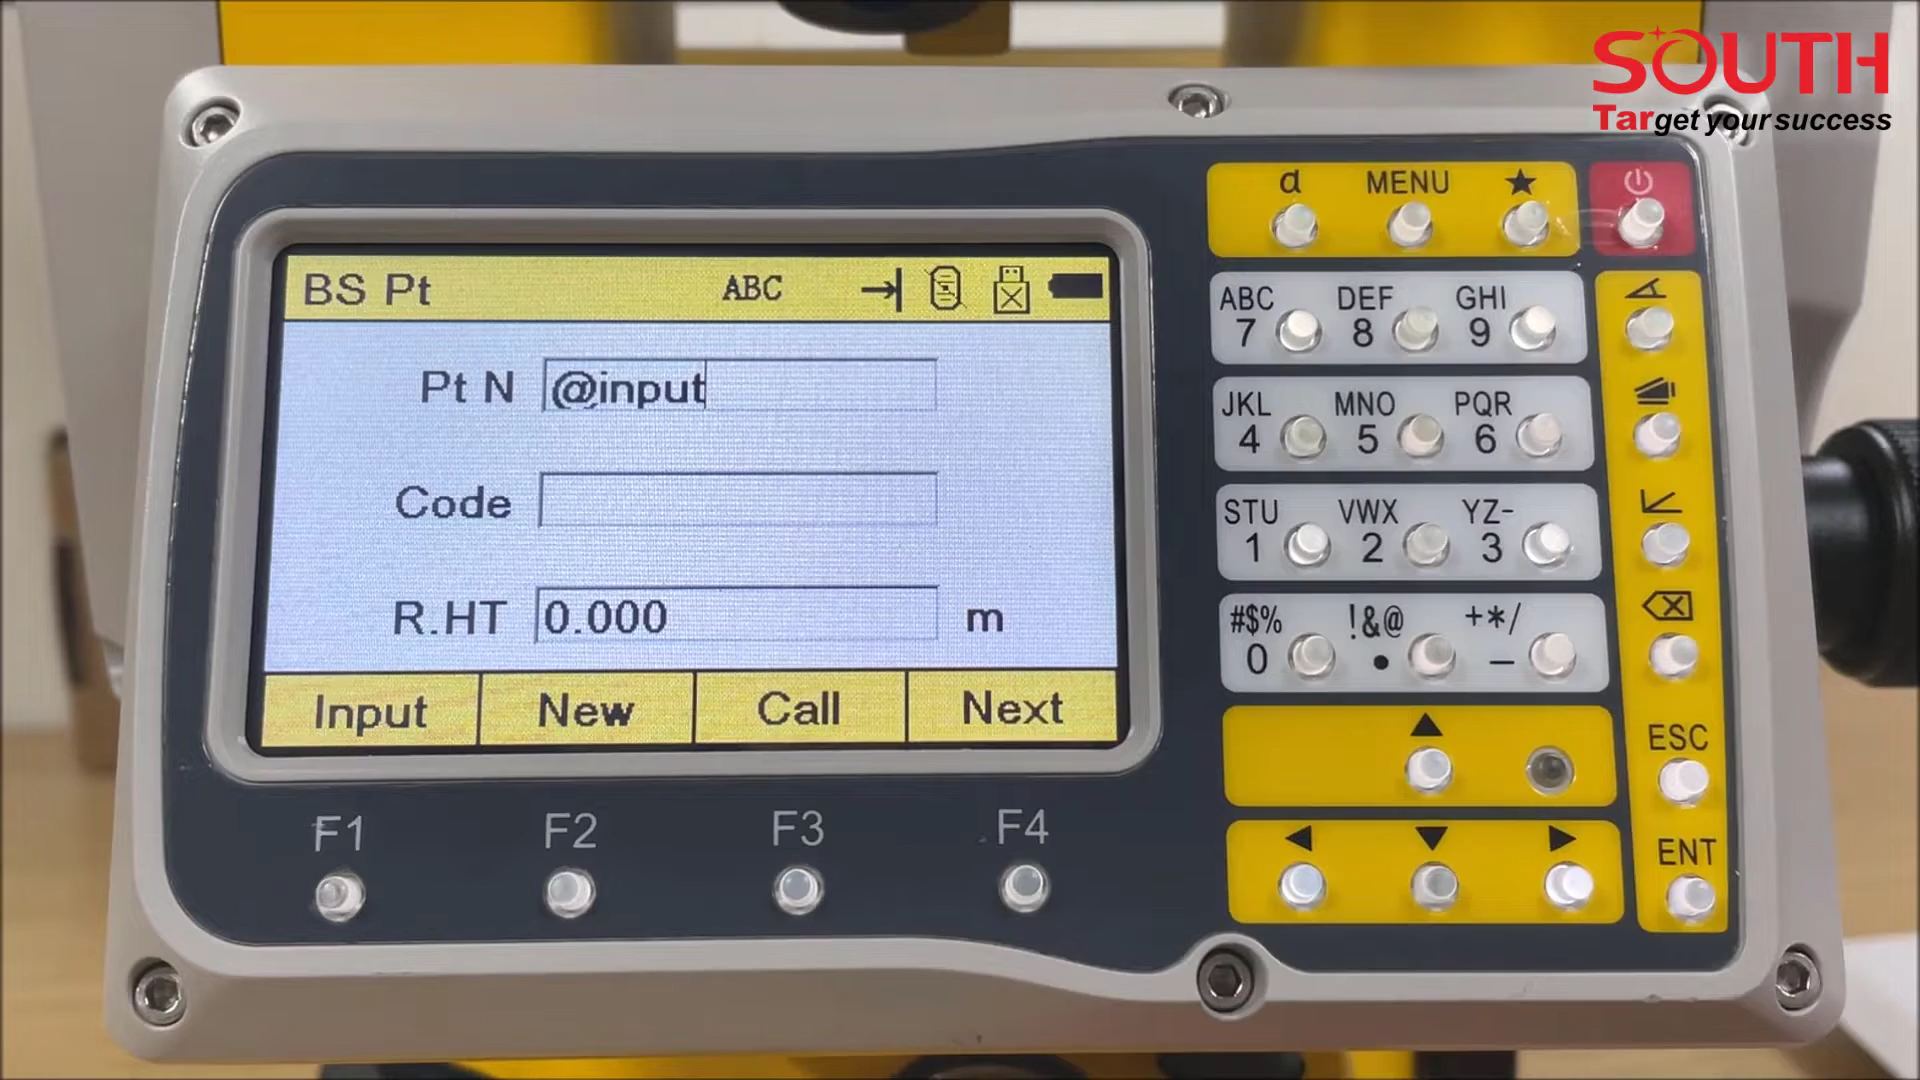 SOUTH
Target your success
BS Pt ABC
Pt N @input
Code
R.HT 0.000 m
Input New Call Next
F1 F2 F3 F4
α MENU ★
ABC DEF GHI
7 8 9
JKL MNO PQR
4 5 6
STU VWX YZ-
1 2 3
#$% !&@ +*/
0 • –
ESC
ENT